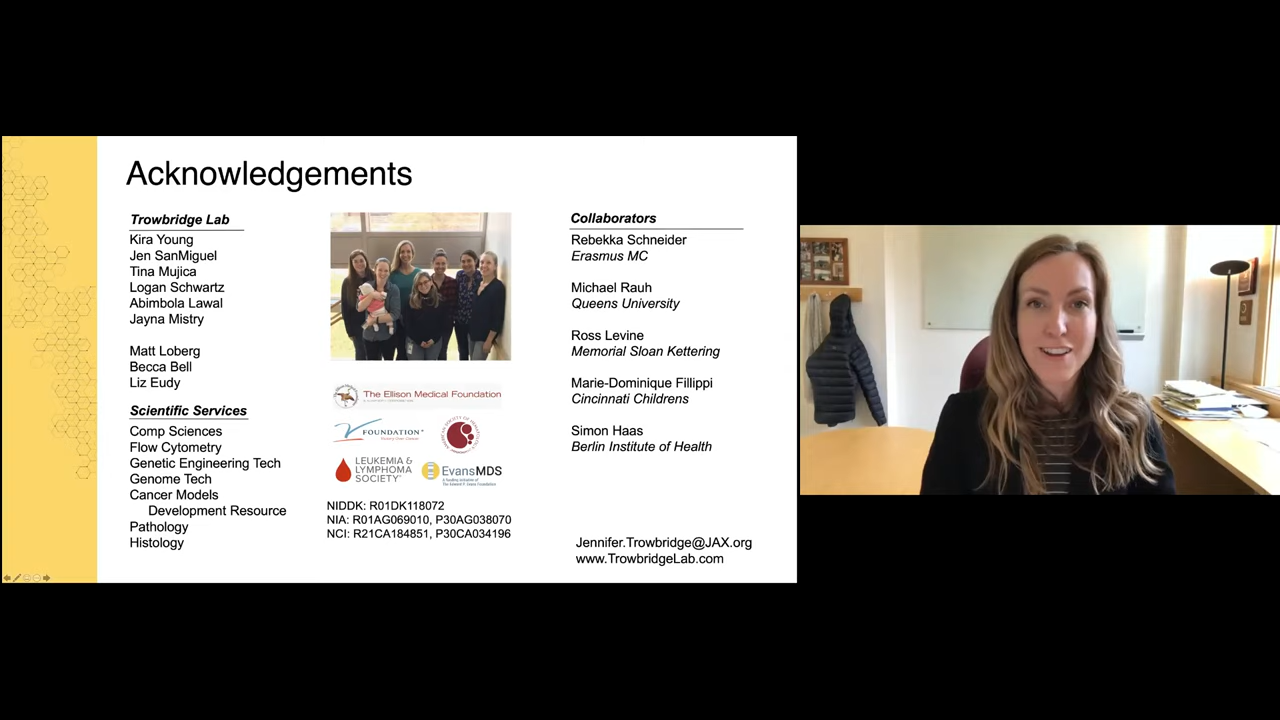 Acknowledgements
Trowbridge Lab
Kira Young
Jen SanMiguel
Tina Mujica
Logan Schwartz
Abimbola Lawal
Jayna Mistry
Matt Loberg
Becca Bell
Liz Eudy
Scientific Services
Comp Sciences
Flow Cytometry
Genetic Engineering Tech
Genome Tech
Cancer Models
Development Resource
Pathology
Histology
The Ellison Medical Foundation
V FOUNDATION
LEUKEMIA &
LYMPHOMA
SOCIETY
EvansMDS
NIDDK: R01DK118072
NIA: R01AG069010, P30AG038070
NCI: R21CA184851, P30CA034196
Collaborators
Rebekka Schneider
Erasmus MC
Michael Rauh
Queens University
Ross Levine
Memorial Sloan Kettering
Marie-Dominique Fillippi
Cincinnati Childrens
Simon Haas
Berlin Institute of Health
Jennifer.Trowbridge@JAX.org
www.TrowbridgeLab.com